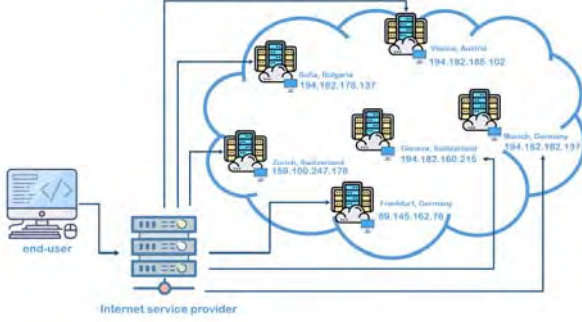 Vienna, Austria
194.182.185.102
Sofia, Bulgaria
194.182.178.137
Munich, Germany
194.182.182.137
Geneva, Switzerland
194.182.160.215
Zurich, Switzerland
159.100.247.178
Frankfurt, Germany
89.145.162.76
end-user
Internet service provider